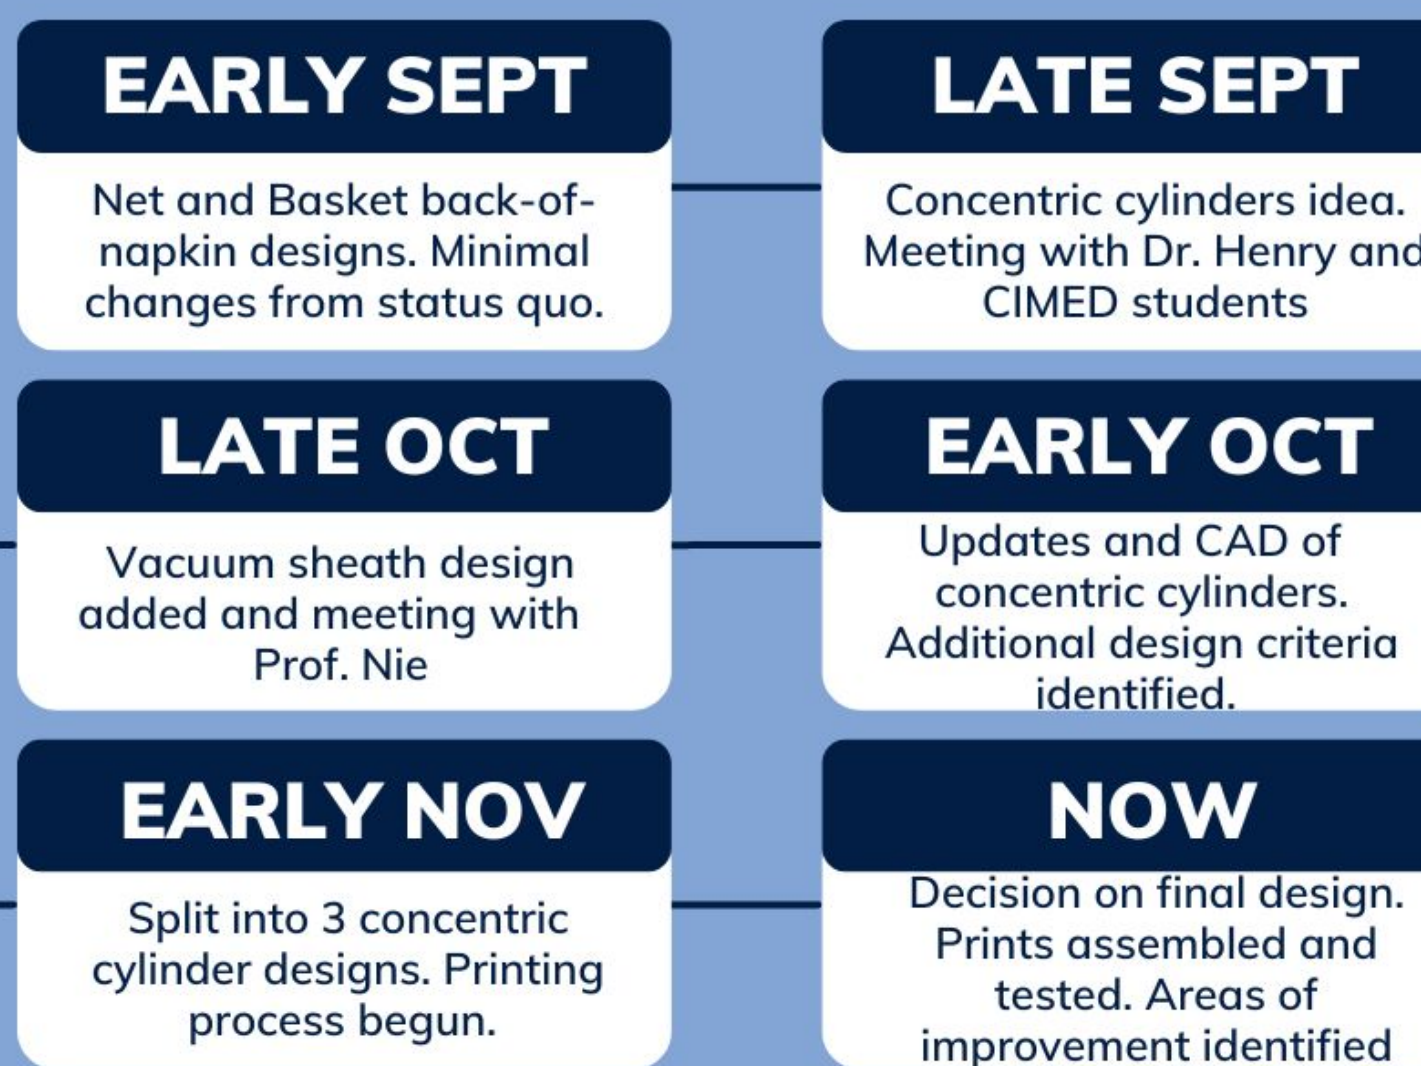 EARLY SEPT
Net and Basket back-of-
napkin designs. Minimal
changes from status quo.
LATE SEPT
Concentric cylinders idea.
Meeting with Dr. Henry and
CIMED students
LATE OCT
Vacuum sheath design
added and meeting with
Prof. Nie
EARLY OCT
Updates and CAD of
concentric cylinders.
Additional design criteria
identified.
EARLY NOV
Split into 3 concentric
cylinder designs. Printing
process begun.
NOW
Decision on final design.
Prints assembled and
tested. Areas of
improvement identified